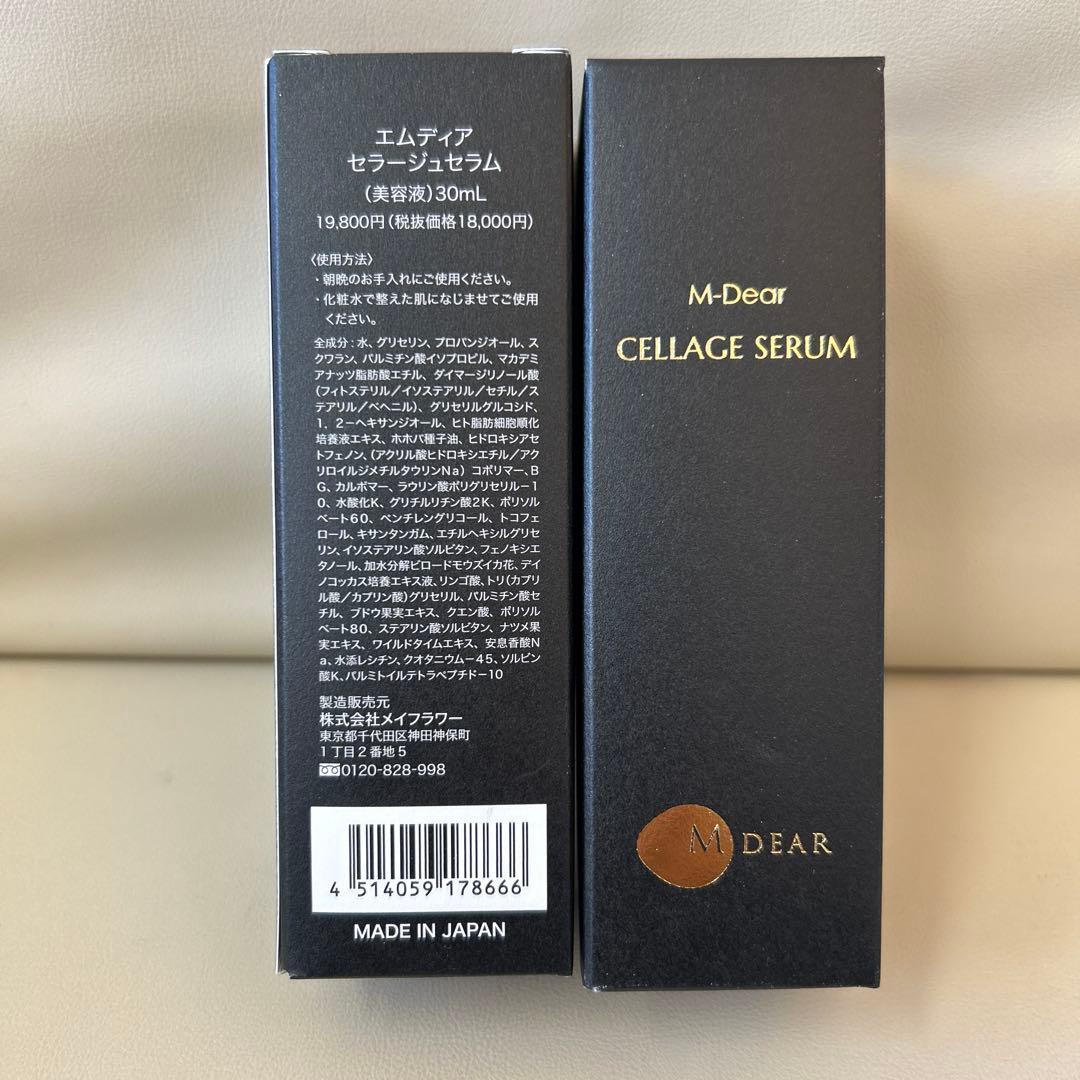 エムディア
セラージュセラム
(美容液)30mL
19,800円(税抜価格18,000円)
〈使用方法〉
・朝晩のお手入れにご使用ください。
・化粧水で整えた肌になじませてご使用
ください。
全成分:水、グリセリン、プロパンジオール、ス
クワラン、パルミチン酸イソプロピル、マカデミ
アナッツ脂肪酸エチル、ダイマージリノール酸
(フィトステリル/イソステアリル/セチル/ス
テアリル/ベヘニル)、グリセリルグルコシド、
1，2-ヘキサンジオール、ヒト脂肪細胞順化
培養液エキス、ホホバ種子油、ヒドロキシアセ
トフェノン、(アクリル酸ヒドロキシエチル/アク
リロイルジメチルタウリンNa)コポリマー、B
G、カルボマー、ラウリン酸ポリグリセリル-1
0、水酸化K、グリチルリチン酸2K、ポリソル
ベート60、ペンチレングリコール、トコフェ
ロール、キサンタンガム、エチルヘキシルグリセ
リン、イソステアリン酸ソルビタン、フェノキシエ
タノール、加水分解ビロードモウズイカ花、デイ
ノコッカス培養エキス液、リンゴ酸、トリ(カプリ
ル酸/カプリン酸)グリセリル、パルミチン酸セ
チル、ブドウ果実エキス、クエン酸、ポリソル
ベート80、ステアリン酸ソルビタン、ナツメ果
実エキス、ワイルドタイムエキス、安息香酸N
a、水添レシチン、クオタニウム-45、ソルビン
酸K、パルミトイルテトラペプチド-10
製造販売元
株式会社メイフラワー
東京都千代田区神田神保町
1丁目2番地5
0120-828-998
4 514059 178666
MADE IN JAPAN
M-Dear
CELLAGE SERUM
M DEAR